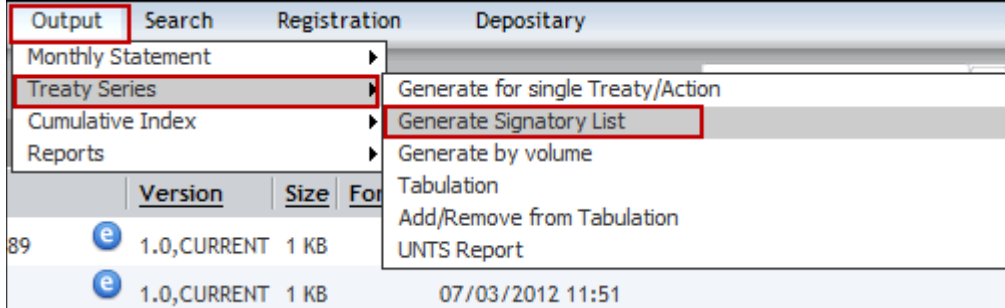 Output Search Registration Depositary
Monthly Statement
Treaty Series Generate for single Treaty/Action
Cumulative Index Generate Signatory List
Reports Generate by volume
Version Size For Tabulation
Add/Remove from Tabulation
89 e 1.0,CURRENT 1 KB UNTS Report
e 1.0,CURRENT 1 KB 07/03/2012 11:51